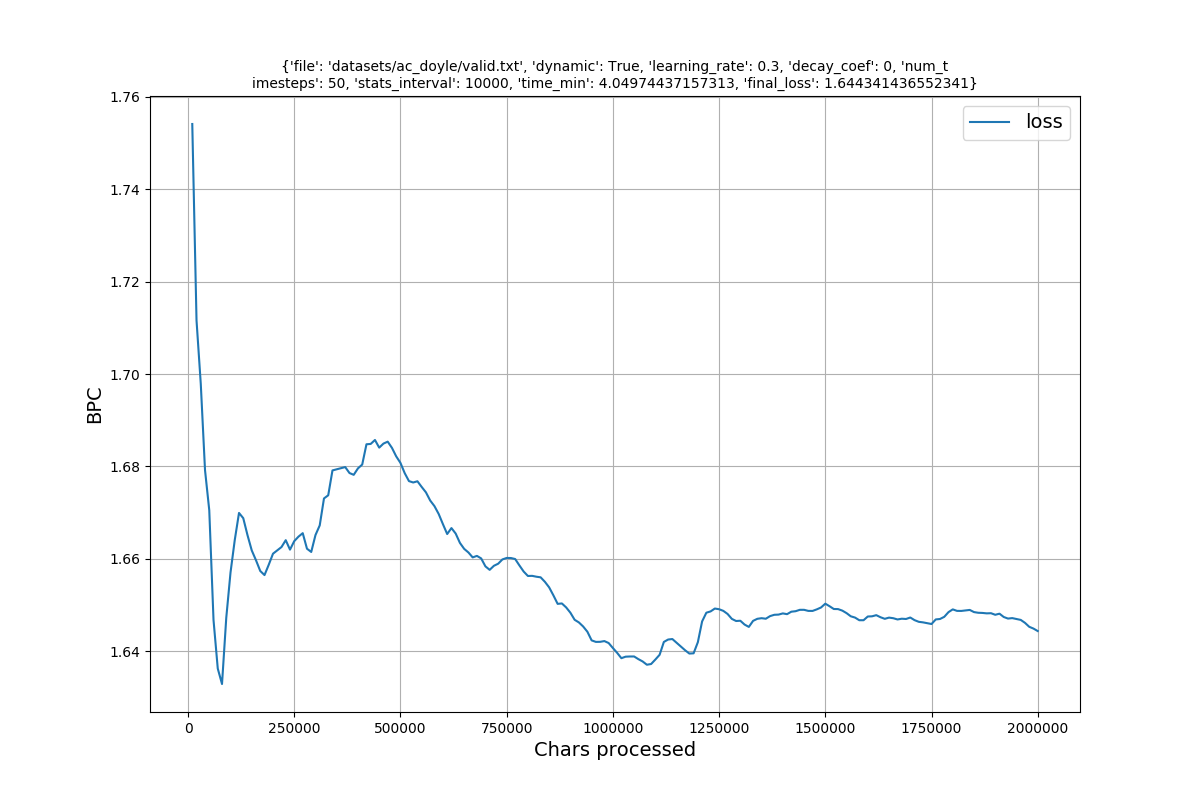 {'file': 'datasets/ac_doyle/valid.txt', 'dynamic': True, 'learning_rate': 0.3, 'decay_coef': 0, 'num_t
imesteps': 50, 'stats_interval': 10000, 'time_min': 4.04974437157313, 'final_loss': 1.644341436552341}
loss
1.76
1.74
1.72
1.70
1.68
1.66
1.64
BPC
0 250000 500000 750000 1000000 1250000 1500000 1750000 2000000
Chars processed